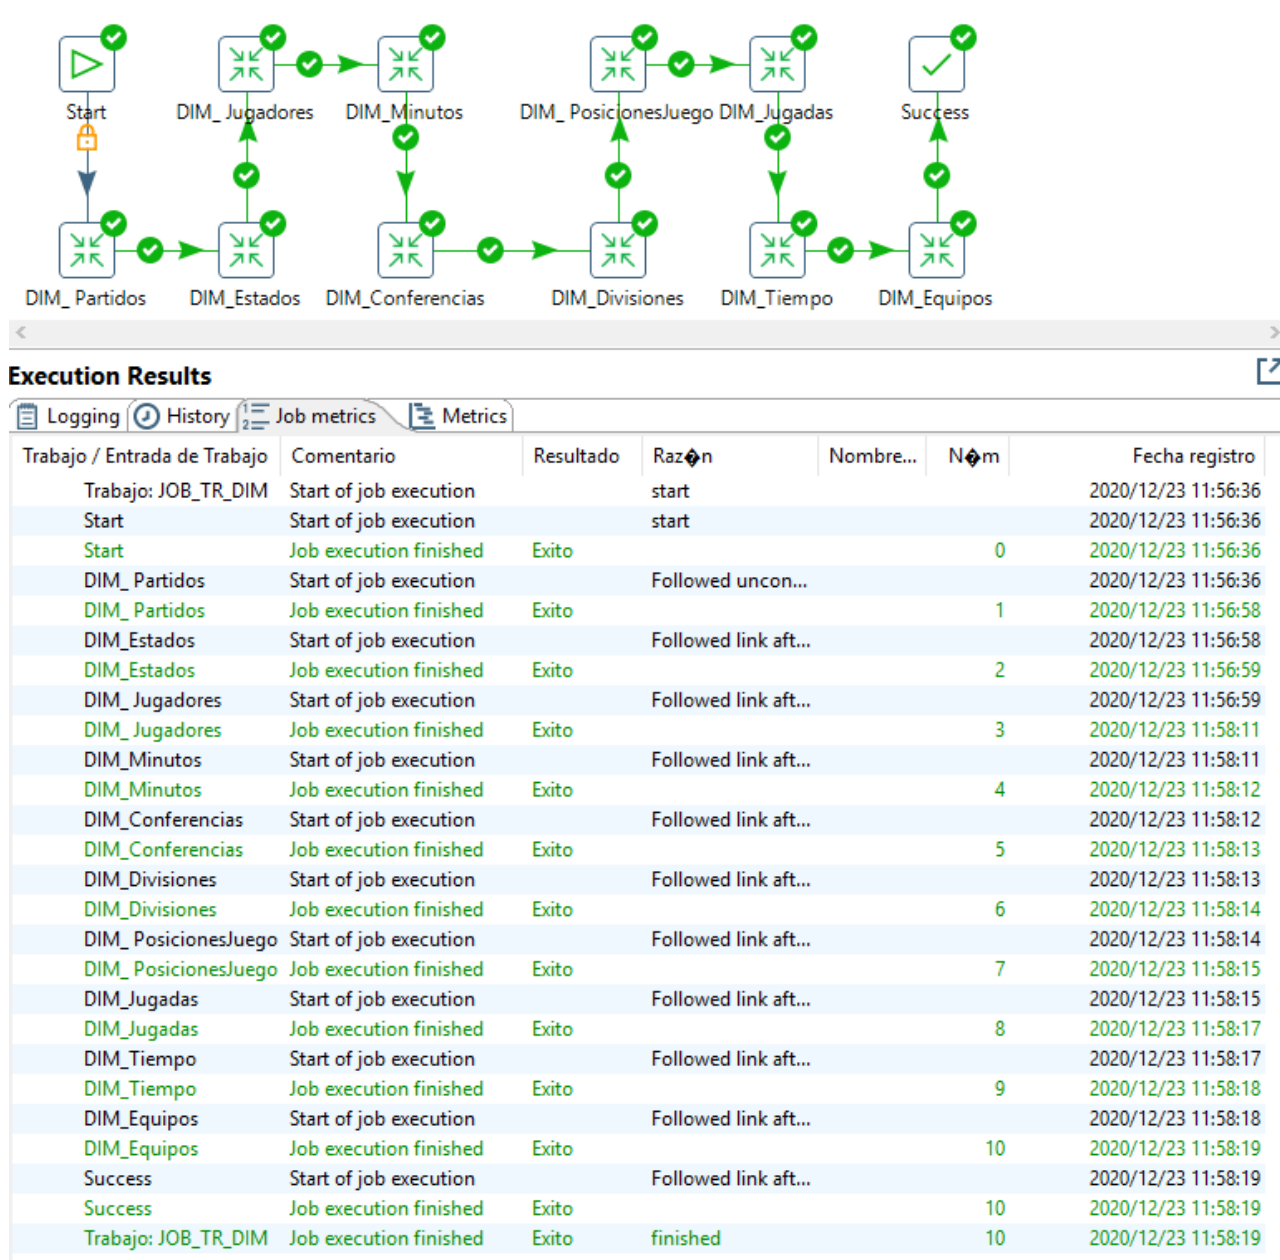 DIM_ Jugadores DIM_Minutos DIM_ PosicionesJuego DIM_Jugadas Success
Start
DIM_ Partidos DIM_Estados DIM_Conferencias DIM_Divisiones DIM_Tiempo DIM_Equipos
Execution Results
Logging History Job metrics Metrics
Trabajo / Entrada de Trabajo Comentario Resultado Raz�n Nombre... N�m Fecha registro
Trabajo: JOB_TR_DIM Start of job execution start 2020/12/23 11:56:36
Start Start of job execution start 2020/12/23 11:56:36
Start Job execution finished Exito 0 2020/12/23 11:56:36
DIM_ Partidos Start of job execution Followed uncon... 2020/12/23 11:56:36
DIM_ Partidos Job execution finished Exito 1 2020/12/23 11:56:58
DIM_Estados Start of job execution Followed link aft... 2020/12/23 11:56:58
DIM_Estados Job execution finished Exito 2 2020/12/23 11:56:59
DIM_ Jugadores Start of job execution Followed link aft... 2020/12/23 11:56:59
DIM_ Jugadores Job execution finished Exito 3 2020/12/23 11:58:11
DIM_Minutos Start of job execution Followed link aft... 2020/12/23 11:58:11
DIM_Minutos Job execution finished Exito 4 2020/12/23 11:58:12
DIM_Conferencias Start of job execution Followed link aft... 2020/12/23 11:58:12
DIM_Conferencias Job execution finished Exito 5 2020/12/23 11:58:13
DIM_Divisiones Start of job execution Followed link aft... 2020/12/23 11:58:13
DIM_Divisiones Job execution finished Exito 6 2020/12/23 11:58:14
DIM_ PosicionesJuego Start of job execution Followed link aft... 2020/12/23 11:58:14
DIM_ PosicionesJuego Job execution finished Exito 7 2020/12/23 11:58:15
DIM_Jugadas Start of job execution Followed link aft... 2020/12/23 11:58:15
DIM_Jugadas Job execution finished Exito 8 2020/12/23 11:58:17
DIM_Tiempo Start of job execution Followed link aft... 2020/12/23 11:58:17
DIM_Tiempo Job execution finished Exito 9 2020/12/23 11:58:18
DIM_Equipos Start of job execution Followed link aft... 2020/12/23 11:58:18
DIM_Equipos Job execution finished Exito 10 2020/12/23 11:58:19
Success Start of job execution Followed link aft... 2020/12/23 11:58:19
Success Job execution finished Exito 10 2020/12/23 11:58:19
Trabajo: JOB_TR_DIM Job execution finished Exito finished 10 2020/12/23 11:58:19